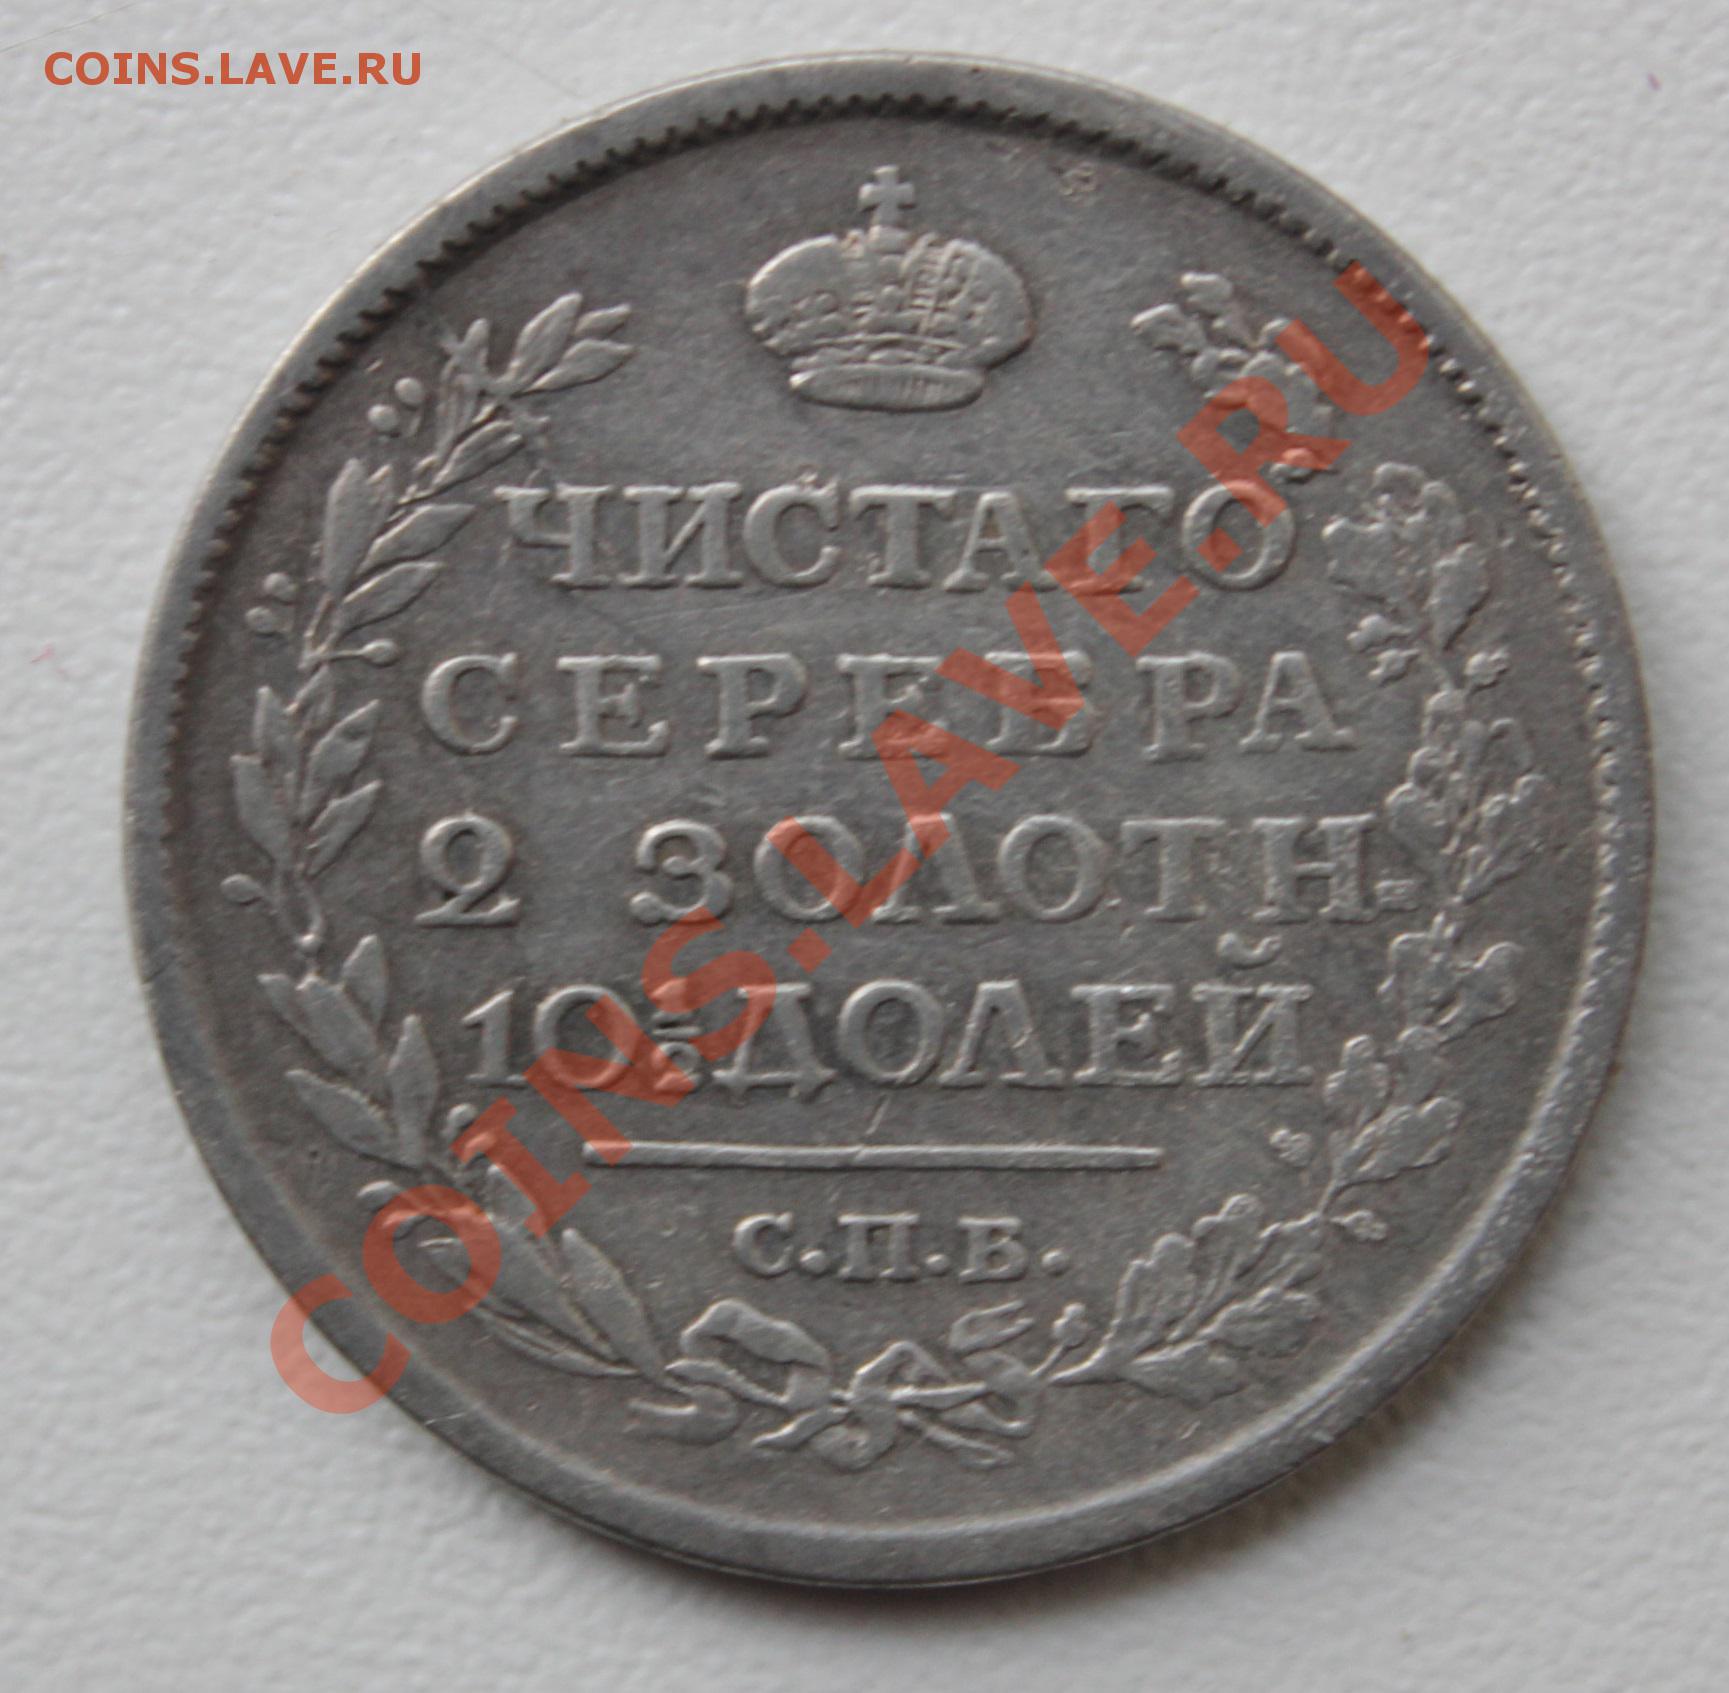 COINS.LAVE.RU
ЧИСТАГО
СЕРЕБРА
2 ЗОЛОТН.
10½ ДОЛЕЙ
С.П.Б.
COINS.LAVE.RU